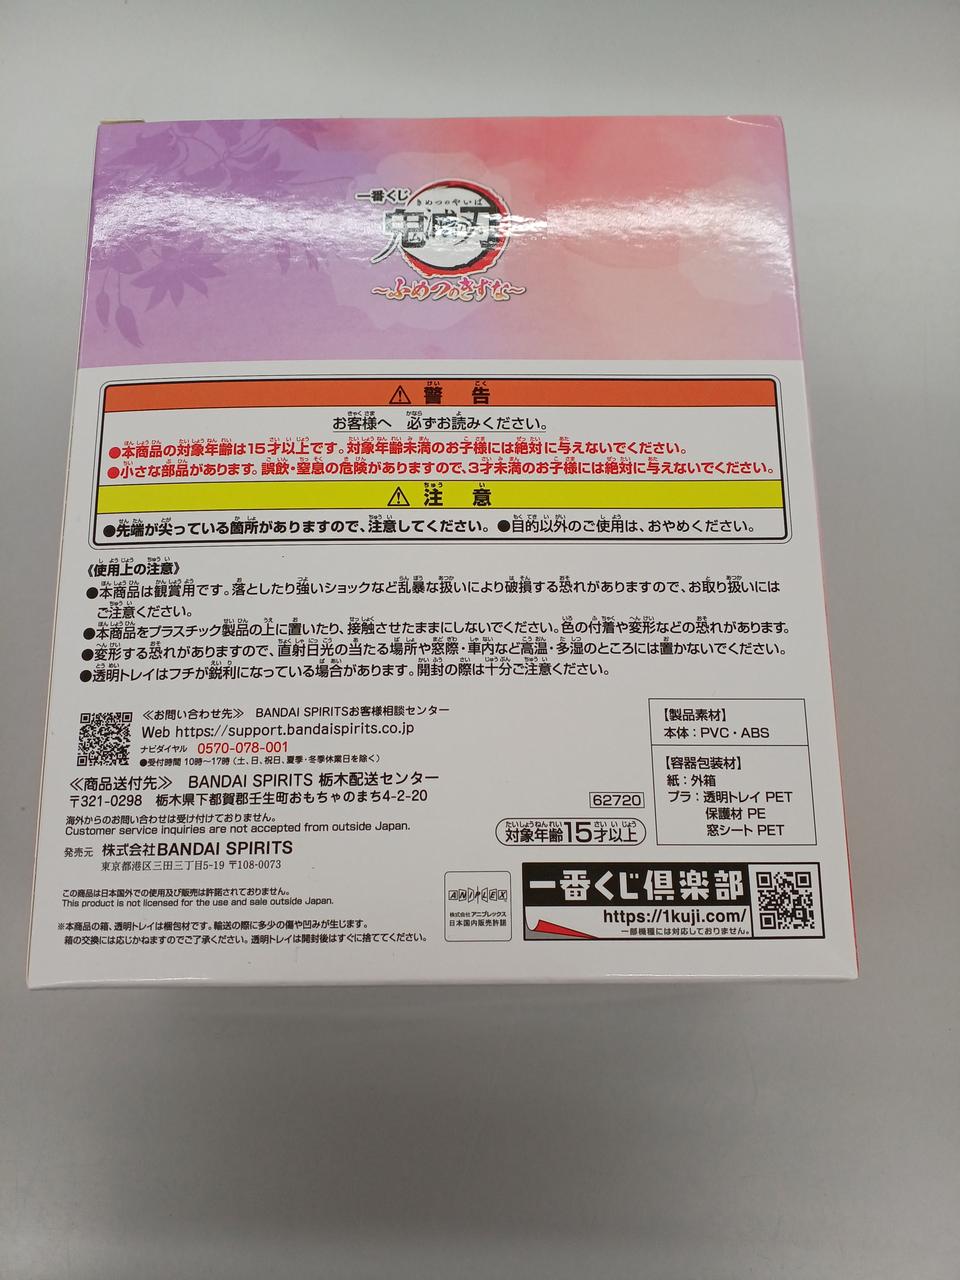 一番くじ
きめつのやいば
鬼滅の刃
～ふめつのきずな～
⚠ 警告
お客様へ 必ずお読みください。
●本商品の対象年齢は15才以上です。対象年齢未満のお子様には絶対に与えないでください。
●小さな部品があります。誤飲・窒息の危険がありますので、3才未満のお子様には絶対に与えないでください。
⚠ 注意
●先端が尖っている箇所がありますので、注意してください。 ●目的以外のご使用は、おやめください。
《使用上の注意》
●本商品は観賞用です。落としたり強いショックなど乱暴な扱いにより破損する恐れがありますので、お取り扱いには
ご注意ください。
●本商品をプラスチック製品の上に置いたり、接触させたままにしないでください。色の付着や変形などの恐れがあります。
●変形する恐れがありますので、直射日光の当たる場所や窓際・車内など高温・多湿のところには置かないでください。
●透明トレイはフチが鋭利になっている場合があります。開封の際は十分ご注意ください。
≪お問い合わせ先≫ BANDAI SPIRITSお客様相談センター
Web https://support.bandaispirits.co.jp
ナビダイヤル 0570-078-001
●受付時間 10時～17時（土、日、祝日、夏季・冬季休業日を除く）
≪商品送付先≫ BANDAI SPIRITS 栃木配送センター
〒321-0298 栃木県下都賀郡壬生町おもちゃのまち4-2-20
海外からのお問い合わせは受け付けておりません。
Customer service inquiries are not accepted from outside Japan.
発売元 株式会社BANDAI SPIRITS
東京都港区三田三丁目5-19 〒108-0073
この商品は日本国外での使用及び販売は許諾されておりません。
This product is not licensed for the use and sale outside Japan.
※本商品の箱、透明トレイは梱包材です。輸送の際に多少の傷や凹みが生じます。
箱の交換には応じかねますのでご了承ください。透明トレイは開封後はすぐに捨ててください。
【製品素材】
本体：PVC・ABS
【容器包装材】
紙：外箱
プラ：透明トレイ PET
保護材 PE
窓シート PET
62720
対象年齢15才以上
ANIPLEX
株式会社アニプレックス
日本国内販売許諾
一番くじ倶楽部
https://1kuji.com/
一部機種には対応しておりません。